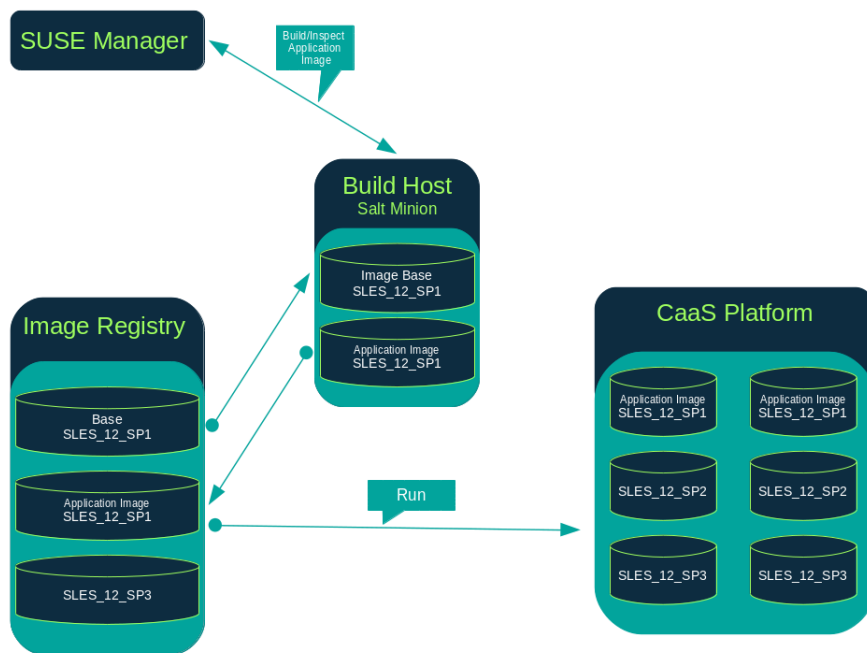 SUSE Manager
Build/Inspect
Application
Image
Build Host
Salt Minion
Image Base
SLES_12_SP1
Application Image
SLES_12_SP1
Image Registry
Base
SLES_12_SP1
Application Image
SLES_12_SP1
SLES_12_SP3
Run
CaaS Platform
Application Image
SLES_12_SP1
Application Image
SLES_12_SP1
SLES_12_SP2
SLES_12_SP2
SLES_12_SP3
SLES_12_SP3